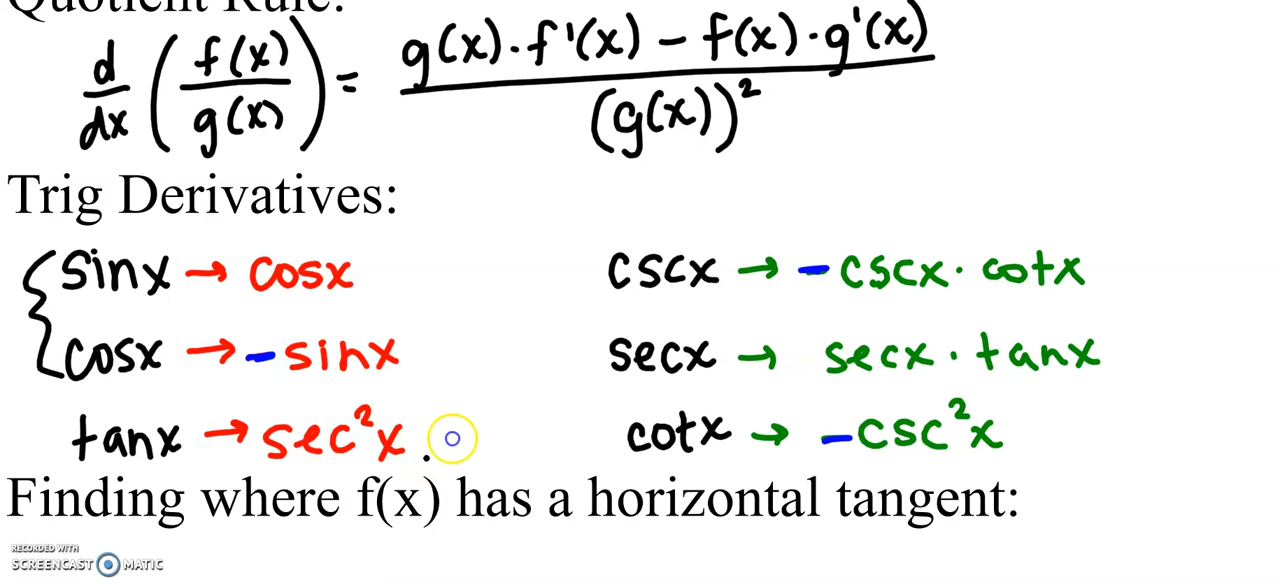 Quotient Rule:
d/dx (f(x)/g(x)) = g(x)·f'(x) − f(x)·g'(x) / (g(x))²
Trig Derivatives:
sinx → cosx
cscx → −cscx·cotx
cosx → −sinx
secx → secx·tanx
tanx → sec²x .
cotx → −csc²x
Finding where f(x) has a horizontal tangent:
RECORDED WITH
SCREENCAST MATIC